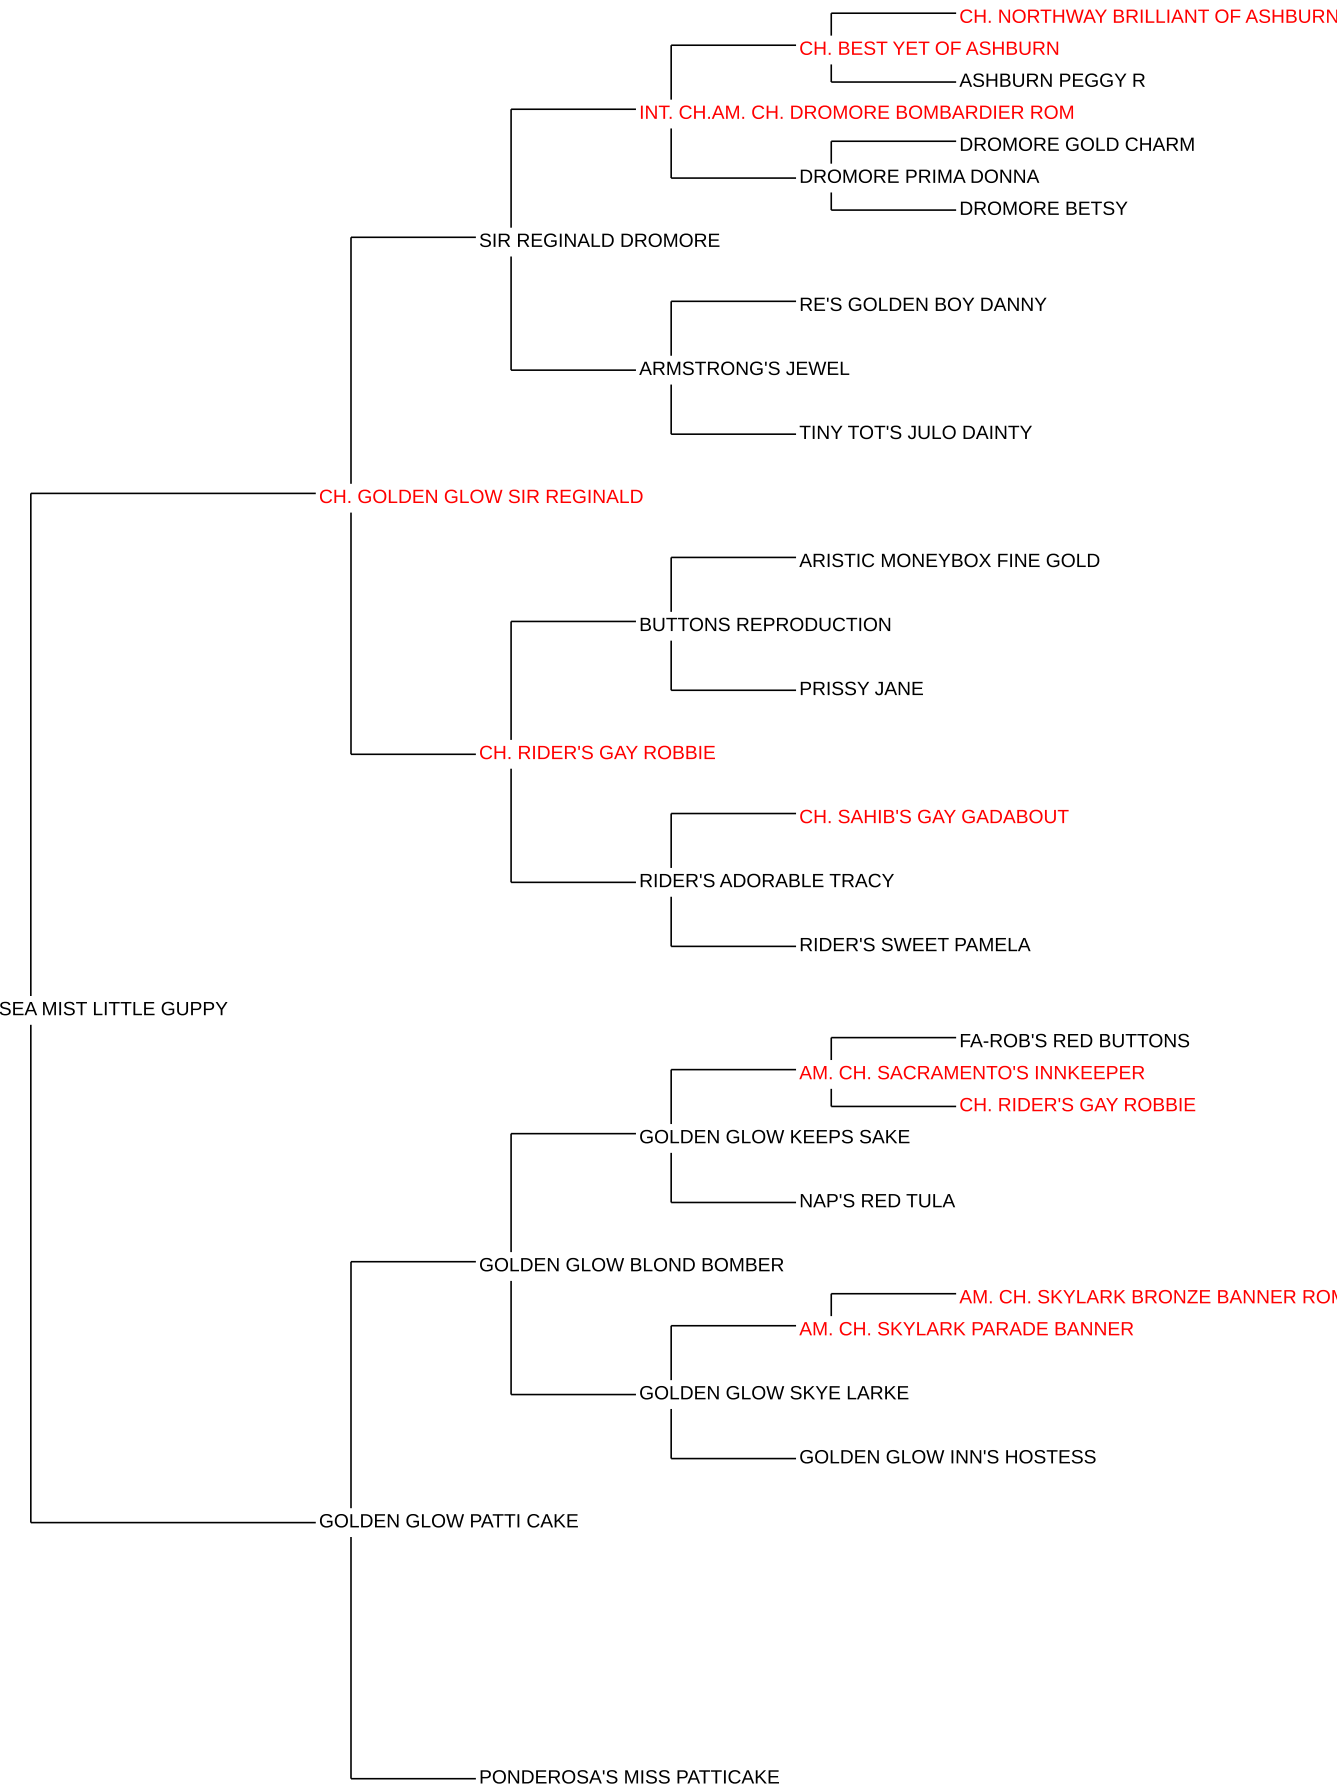 CH. NORTHWAY BRILLIANT OF ASHBURN
CH. BEST YET OF ASHBURN
ASHBURN PEGGY R
INT. CH.AM. CH. DROMORE BOMBARDIER ROM
DROMORE GOLD CHARM
DROMORE PRIMA DONNA
DROMORE BETSY
SIR REGINALD DROMORE
RE'S GOLDEN BOY DANNY
ARMSTRONG'S JEWEL
TINY TOT'S JULO DAINTY
CH. GOLDEN GLOW SIR REGINALD
ARISTIC MONEYBOX FINE GOLD
BUTTONS REPRODUCTION
PRISSY JANE
CH. RIDER'S GAY ROBBIE
CH. SAHIB'S GAY GADABOUT
RIDER'S ADORABLE TRACY
RIDER'S SWEET PAMELA
SEA MIST LITTLE GUPPY
FA-ROB'S RED BUTTONS
AM. CH. SACRAMENTO'S INNKEEPER
CH. RIDER'S GAY ROBBIE
GOLDEN GLOW KEEPS SAKE
NAP'S RED TULA
GOLDEN GLOW BLOND BOMBER
AM. CH. SKYLARK BRONZE BANNER ROM
AM. CH. SKYLARK PARADE BANNER
GOLDEN GLOW SKYE LARKE
GOLDEN GLOW INN'S HOSTESS
GOLDEN GLOW PATTI CAKE
PONDEROSA'S MISS PATTICAKE